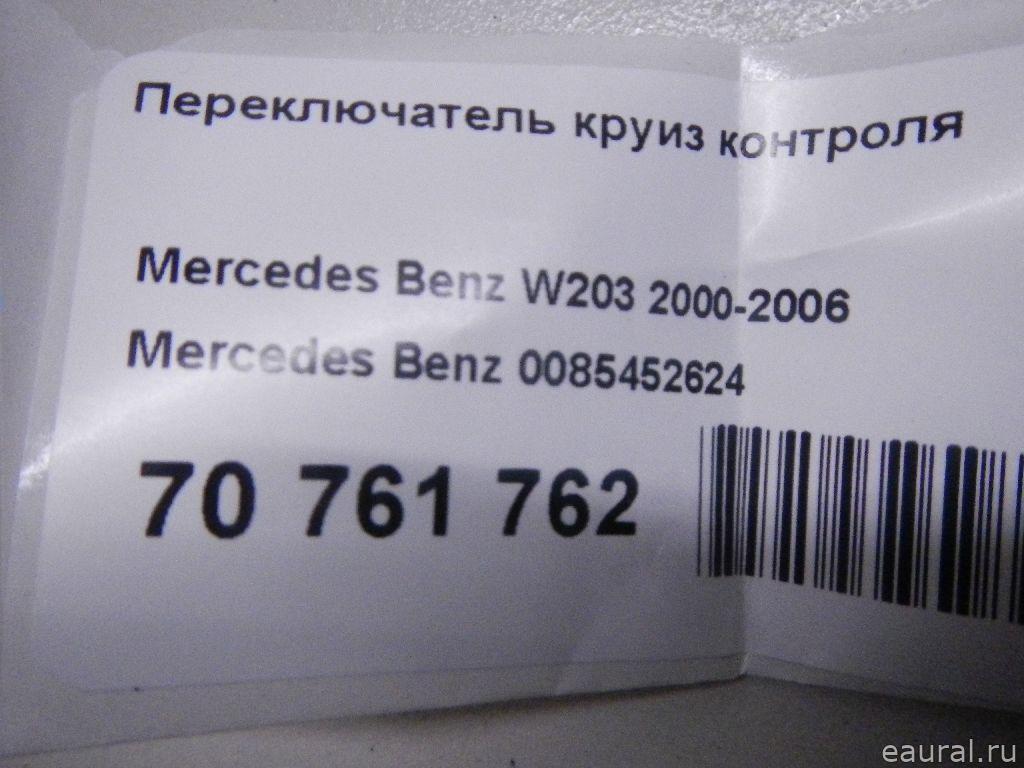 Переключатель круиз контроля
Mercedes Benz W203 2000-2006
Mercedes Benz 0085452624
70 761 762
eaural.ru